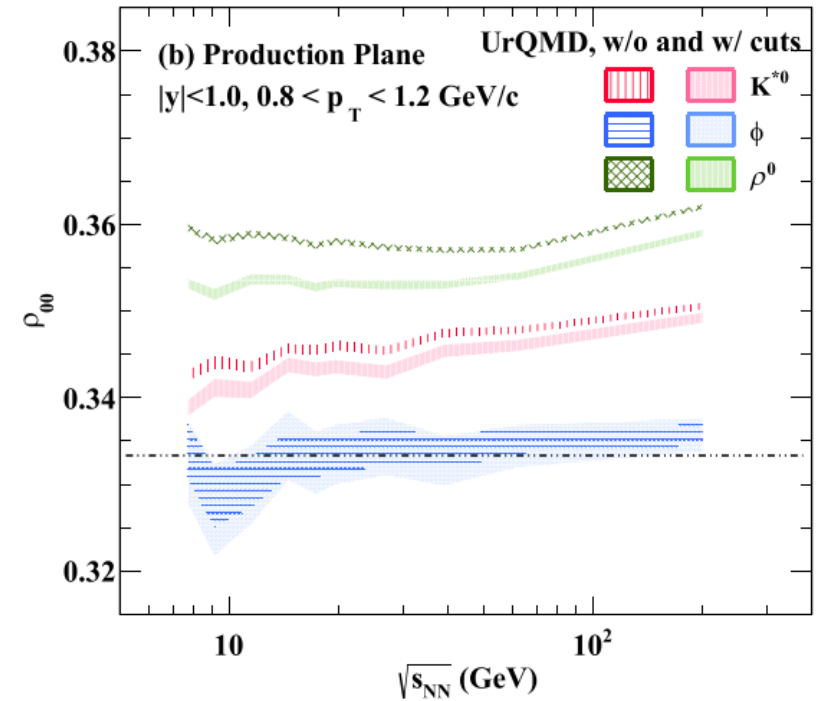 (b) Production Plane
|y|<1.0, 0.8 < p_T < 1.2 GeV/c
UrQMD, w/o and w/ cuts
K*0
ϕ
ρ⁰
0.38
0.36
0.34
0.32
ρ₀₀
10
10²
√s_NN (GeV)